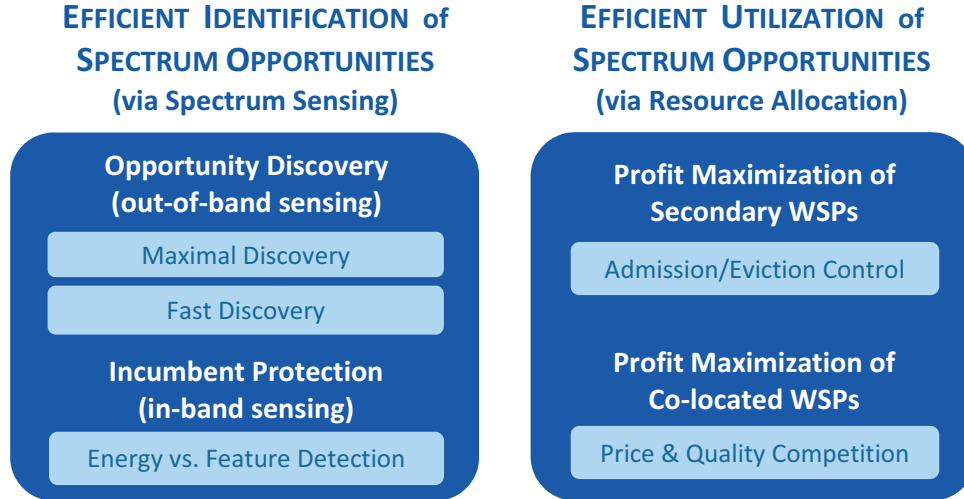 EFFICIENT IDENTIFICATION of
SPECTRUM OPPORTUNITIES
(via Spectrum Sensing)
Opportunity Discovery
(out-of-band sensing)
Maximal Discovery
Fast Discovery
Incumbent Protection
(in-band sensing)
Energy vs. Feature Detection
EFFICIENT UTILIZATION of
SPECTRUM OPPORTUNITIES
(via Resource Allocation)
Profit Maximization of
Secondary WSPs
Admission/Eviction Control
Profit Maximization of
Co-located WSPs
Price & Quality Competition